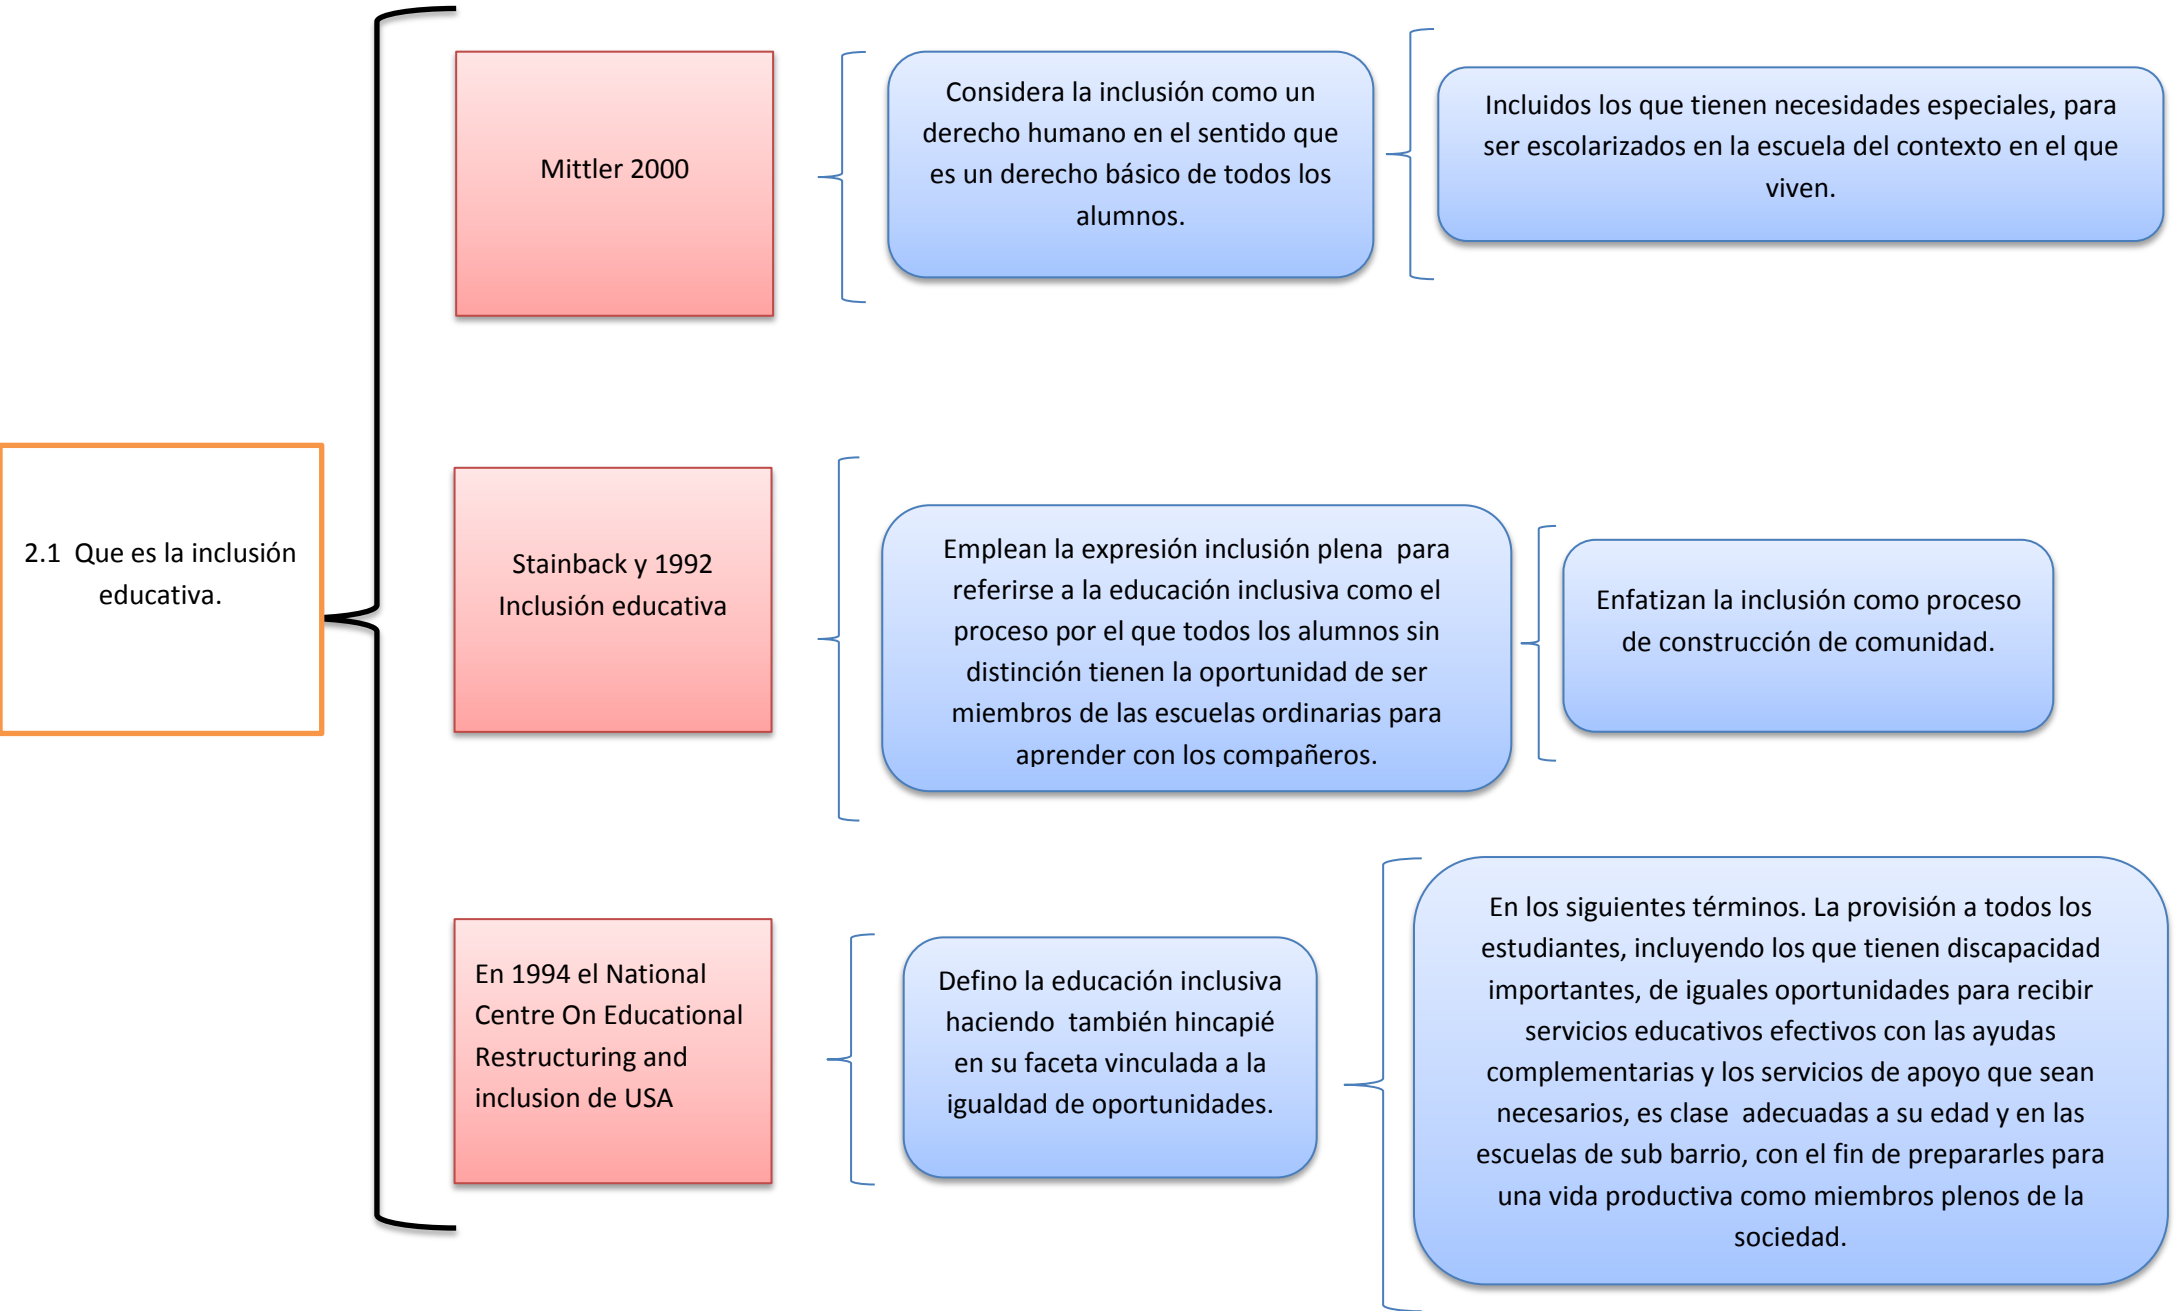 2.1 Que es la inclusión
educativa.
Mittler 2000
Considera la inclusión como un
derecho humano en el sentido que
es un derecho básico de todos los
alumnos.
Incluidos los que tienen necesidades especiales, para
ser escolarizados en la escuela del contexto en el que
viven.
Stainback y 1992
Inclusión educativa
Emplean la expresión inclusión plena para
referirse a la educación inclusiva como el
proceso por el que todos los alumnos sin
distinción tienen la oportunidad de ser
miembros de las escuelas ordinarias para
aprender con los compañeros.
Enfatizan la inclusión como proceso
de construcción de comunidad.
En 1994 el National
Centre On Educational
Restructuring and
inclusion de USA
Defino la educación inclusiva
haciendo también hincapié
en su faceta vinculada a la
igualdad de oportunidades.
En los siguientes términos. La provisión a todos los
estudiantes, incluyendo los que tienen discapacidad
importantes, de iguales oportunidades para recibir
servicios educativos efectivos con las ayudas
complementarias y los servicios de apoyo que sean
necesarios, es clase adecuadas a su edad y en las
escuelas de sub barrio, con el fin de prepararles para
una vida productiva como miembros plenos de la
sociedad.